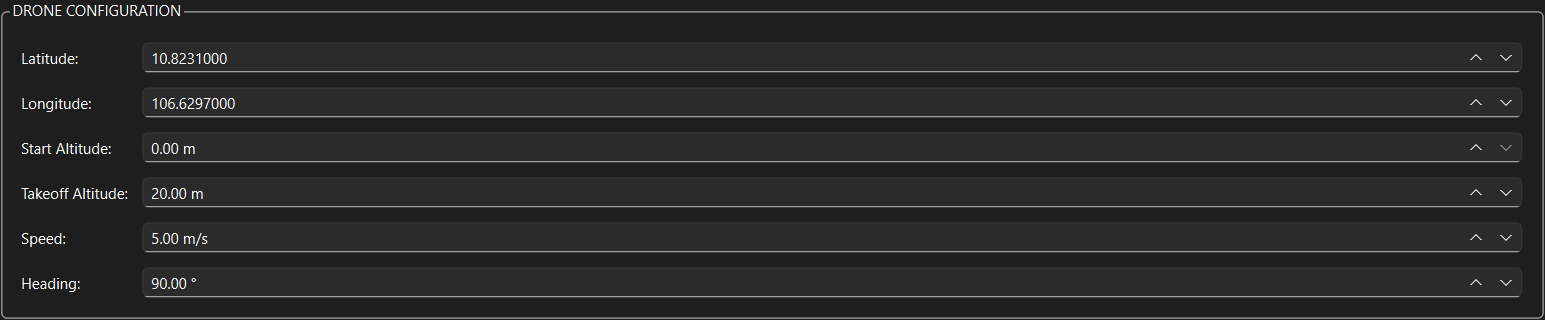 DRONE CONFIGURATION
Latitude: 10.8231000
Longitude: 106.6297000
Start Altitude: 0.00 m
Takeoff Altitude: 20.00 m
Speed: 5.00 m/s
Heading: 90.00 °